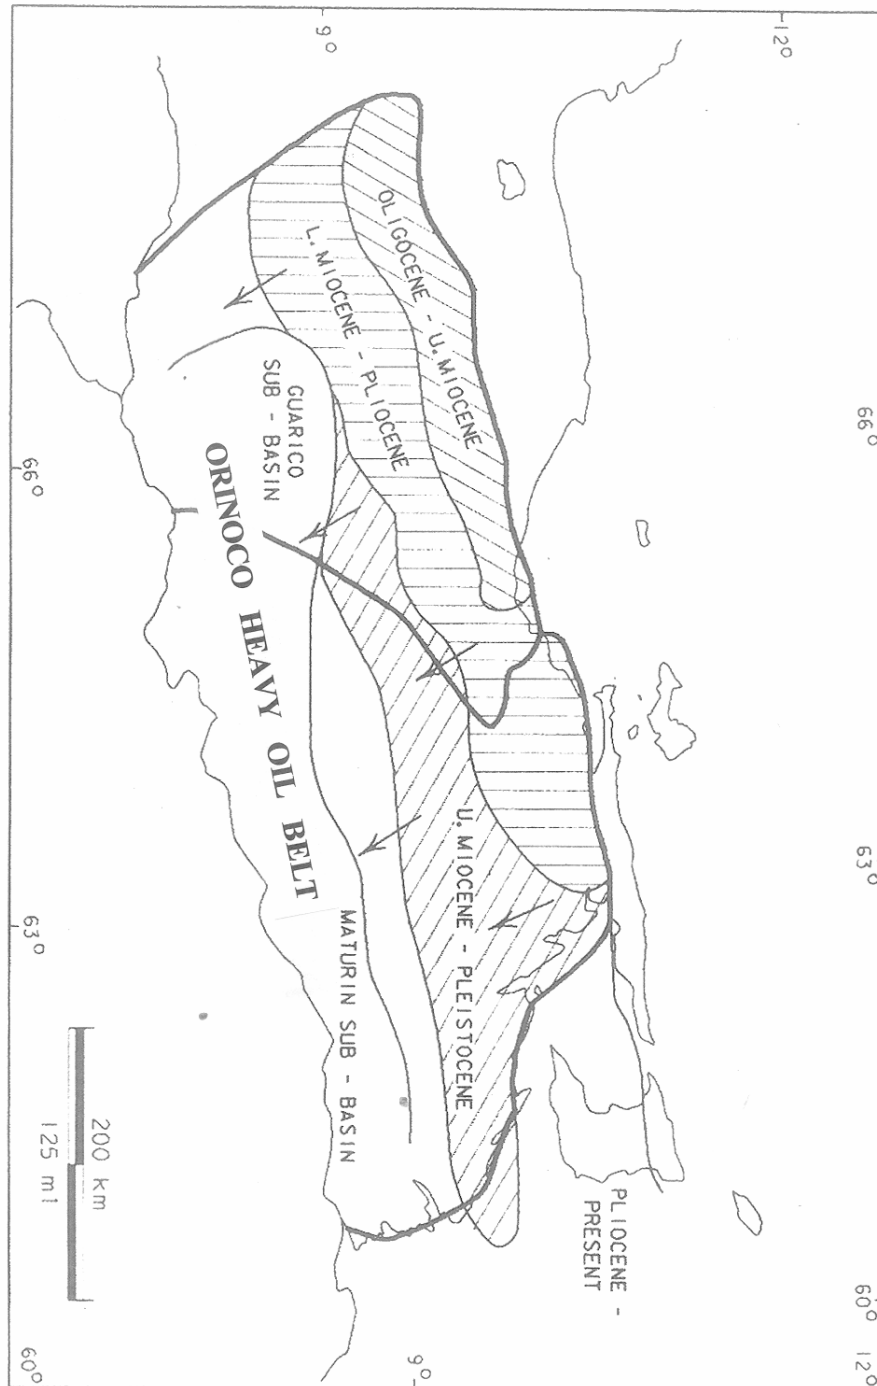 66°
63°
60°
12°
12°
PLIOCENE -
PRESENT
OLIGOCENE - U. MIOCENE
L. MIOCENE - PLIOCENE
U. MIOCENE - PLEISTOCENE
9°
9°
GUARICO
SUB - BASIN
MATURIN SUB - BASIN
ORINOCO HEAVY OIL BELT
200 km
125 mi
66°
63°
60°